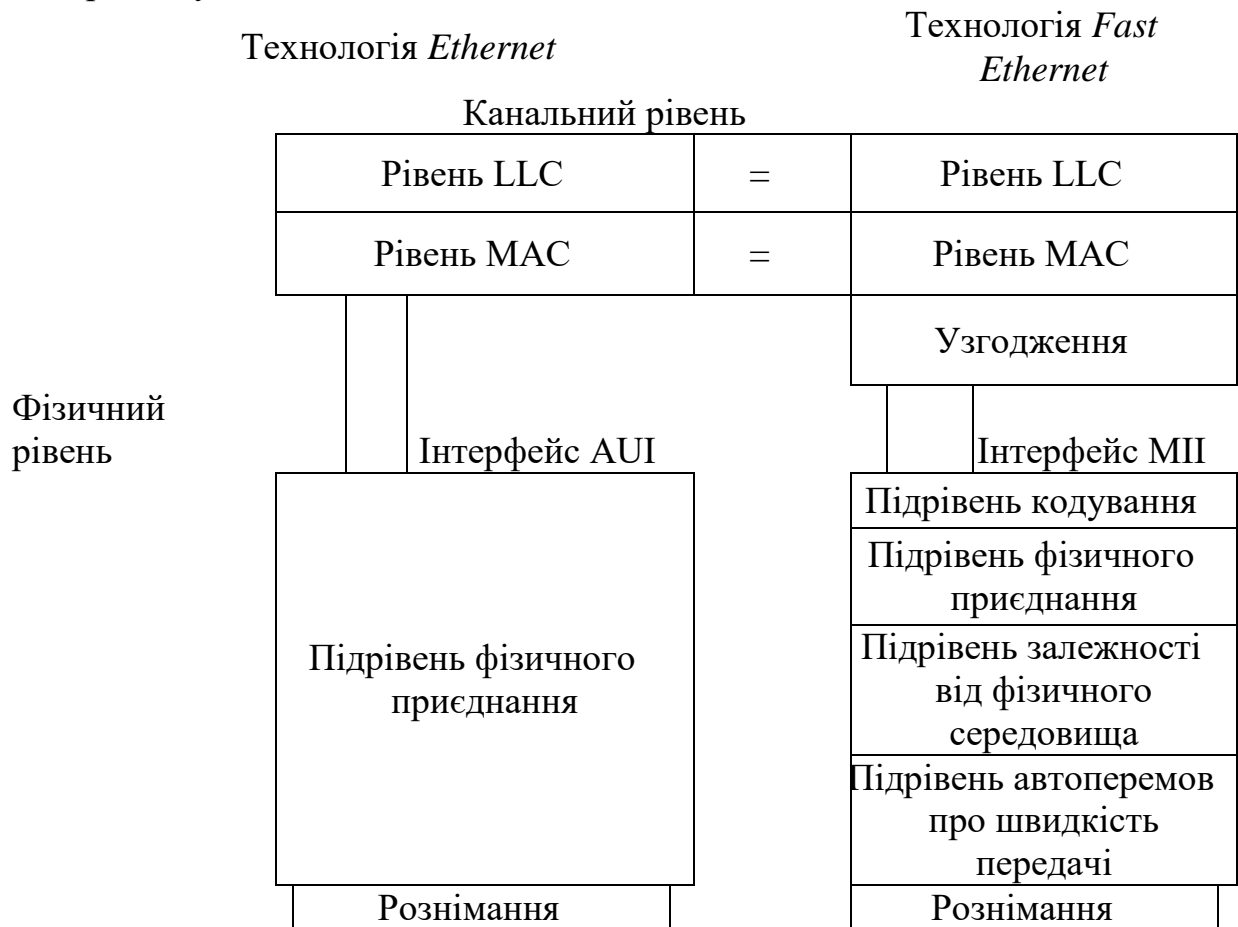 Технологія Ethernet
Технологія Fast
Ethernet
Канальний рівень
Рівень LLC = Рівень LLC
Рівень MAC = Рівень MAC
Узгодження
Фізичний
рівень
Інтерфейс AUI
Інтерфейс MII
Підрівень фізичного
приєднання
Підрівень кодування
Підрівень фізичного
приєднання
Підрівень залежності
від фізичного
середовища
Підрівень автоперемов
про швидкість
передачі
Рознімання
Рознімання